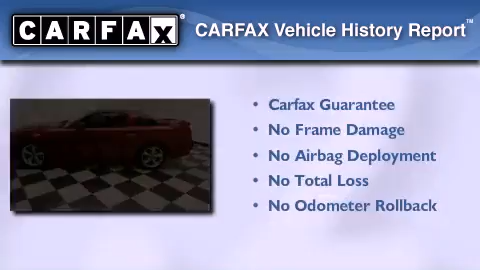 CARFAX® CARFAX Vehicle History Report™
• Carfax Guarantee
• No Frame Damage
• No Airbag Deployment
• No Total Loss
• No Odometer Rollback